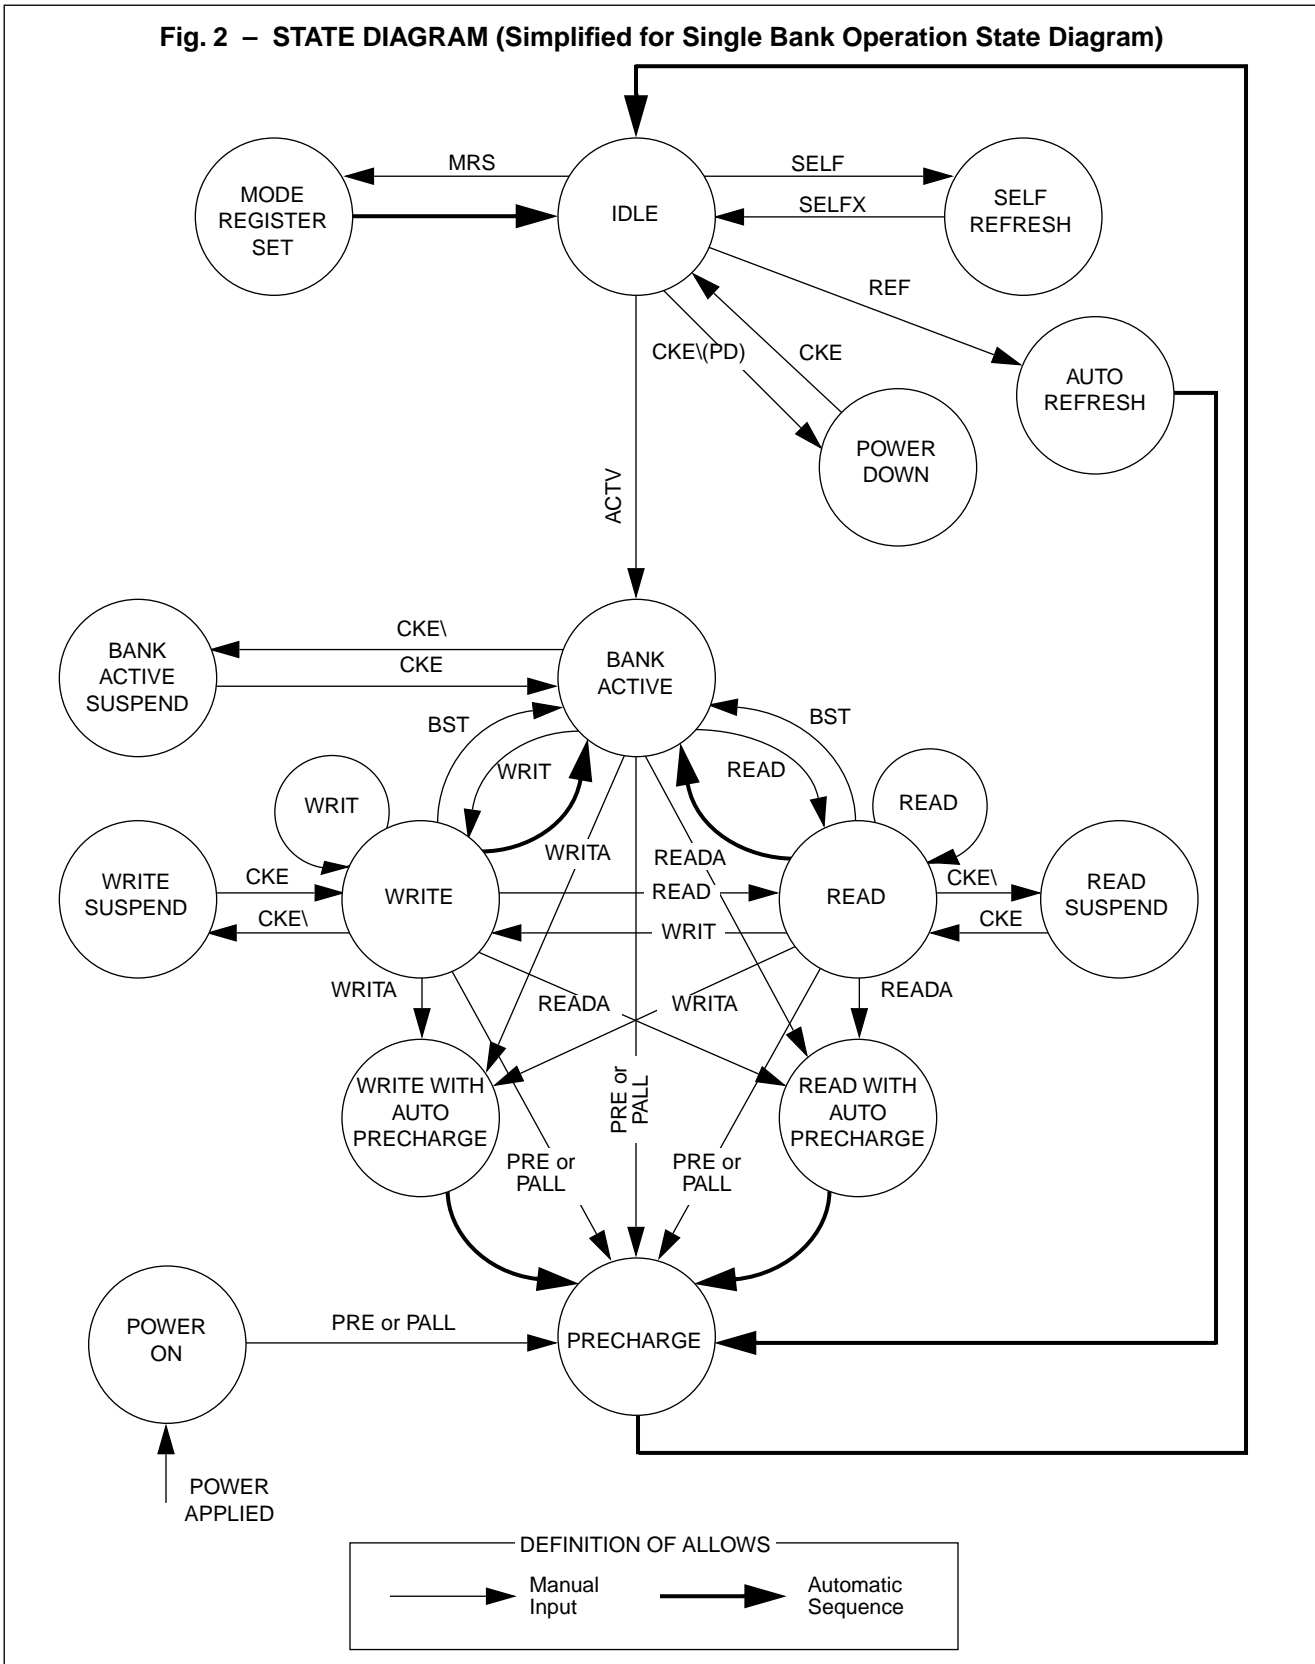 Fig. 2 – STATE DIAGRAM (Simplified for Single Bank Operation State Diagram)
MRS
SELF
MODE
REGISTER
SET
IDLE
SELFX
SELF
REFRESH
REF
CKE\(PD)
CKE
AUTO
REFRESH
POWER
DOWN
ACTV
CKE\
BANK
ACTIVE
SUSPEND
CKE
BANK
ACTIVE
BST
BST
WRIT
READ
WRIT
READ
WRITA
READA
WRITE
SUSPEND
CKE
CKE\
WRITE
READ
WRIT
READ
CKE\
CKE
READ
SUSPEND
WRITA
READA
WRITA
READA
WRITE WITH
AUTO
PRECHARGE
PRE or
PALL
READ WITH
AUTO
PRECHARGE
PRE or
PALL
PRE or
PALL
POWER
ON
PRE or PALL
PRECHARGE
POWER
APPLIED
DEFINITION OF ALLOWS
Manual
Input
Automatic
Sequence